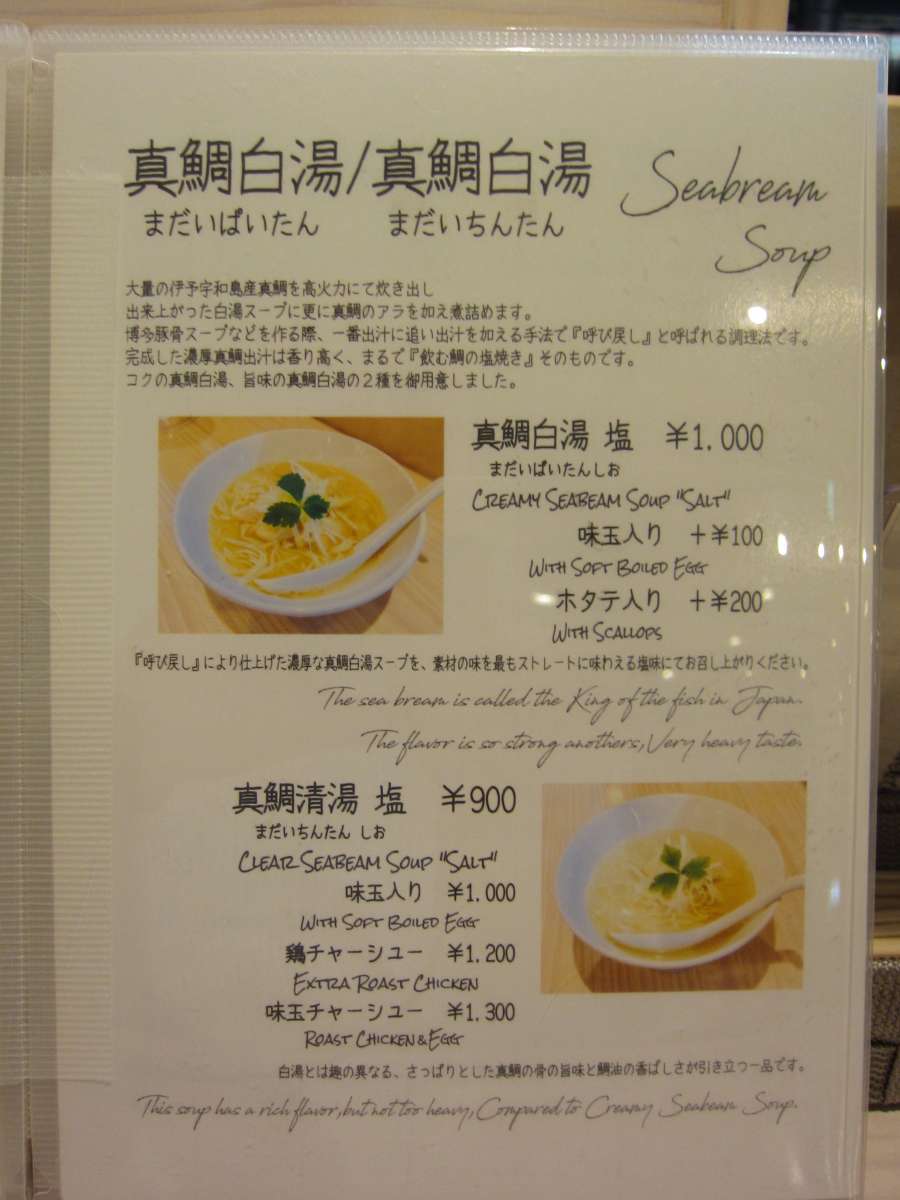 真鯛白湯/真鯛白湯
まだいぱいたん まだいちんたん
Seabream
Soup
大量の伊予宇和島産真鯛を高火力にて炊き出し
出来上がった白湯スープに更に真鯛のアラを加え煮詰めます。
博多豚骨スープなどを作る際、一番出汁に追い出汁を加える手法で『呼び戻し』と呼ばれる調理法です。
完成した濃厚真鯛出汁は香り高く、まるで『飲む鯛の塩焼き』そのものです。
コクの真鯛白湯、旨味の真鯛白湯の２種を御用意しました。
真鯛白湯 塩 ￥1.000
まだいぱいたんしお
CREAMY SEABEAM SOUP "SALT"
味玉入り ＋￥100
WITH SOFT BOILED EGG
ホタテ入り ＋￥200
WITH SCALLOPS
『呼び戻し』により仕上げた濃厚な真鯛白湯スープを、素材の味を最もストレートに味わえる塩味にてお召し上がりください。
The sea bream is called the King of the fish in Japan.
The flavor is so strong anothers, Very heavy taste.
真鯛清湯 塩 ￥900
まだいちんたん しお
CLEAR SEABEAM SOUP "SALT"
味玉入り ￥1.000
WITH SOFT BOILED EGG
鶏チャーシュー ￥1.200
EXTRA ROAST CHICKEN
味玉チャーシュー ￥1.300
ROAST CHICKEN&EGG
白湯とは趣の異なる、さっぱりとした真鯛の骨の旨味と鯛油の香ばしさが引き立つ一品です。
This soup has a rich flavor, but not too heavy, Compared to Creamy Seabeam Soup.